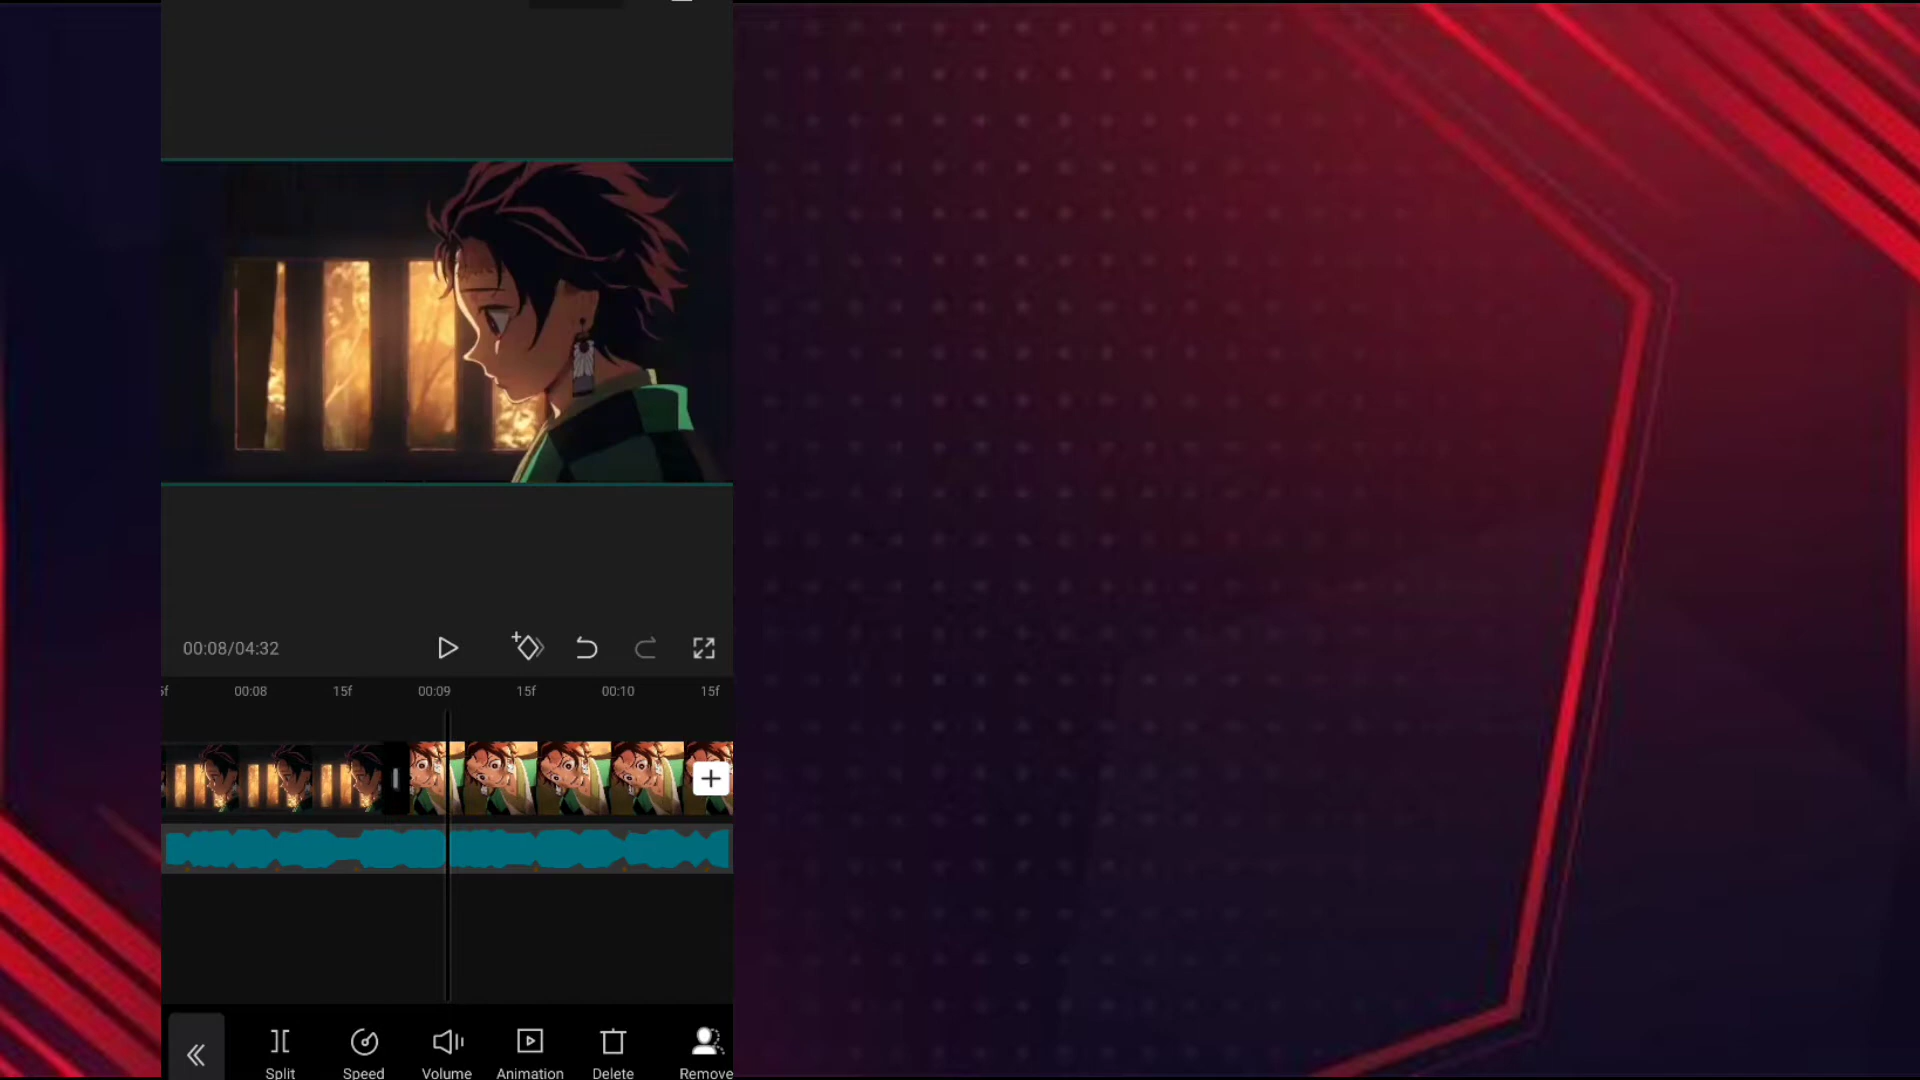 00:08/04:32
00:08 15f 00:09 15f 00:10 15f
Split Speed Volume Animation Delete Remove